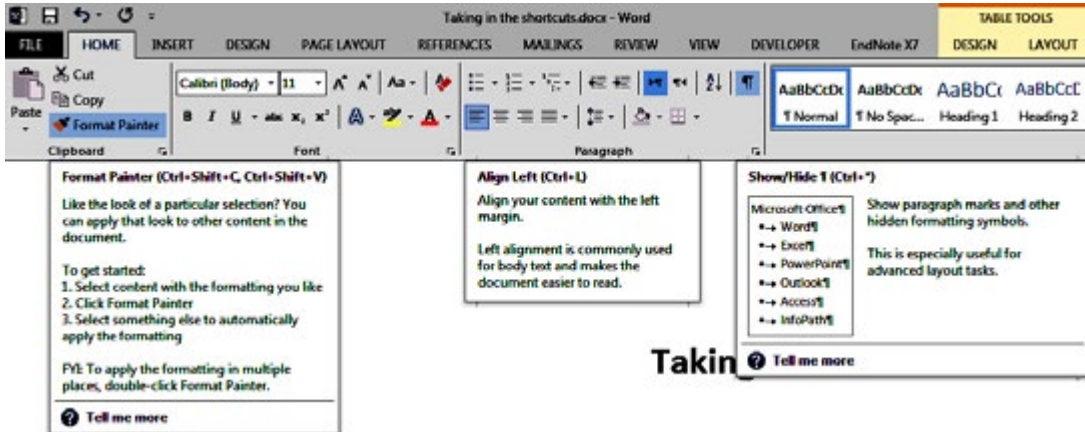 Taking in the shortcuts.docx - Word
TABLE TOOLS
FILE HOME INSERT DESIGN PAGE LAYOUT REFERENCES MAILINGS REVIEW VIEW DEVELOPER EndNote X7 DESIGN LAYOUT
Cut
Copy
Paste
Format Painter
Clipboard
Calibri (Body) 11 Aa
B I U abc x₂ x² A A
Font
Paragraph
AaBbCcDc AaBbCcDc AaBbCc AaBbCcC
¶ Normal ¶ No Spac... Heading 1 Heading 2
Format Painter (Ctrl+Shift+C, Ctrl+Shift+V)
Like the look of a particular selection? You
can apply that look to other content in the
document.
To get started:
1. Select content with the formatting you like
2. Click Format Painter
3. Select something else to automatically
apply the formatting
FYI: To apply the formatting in multiple
places, double-click Format Painter.
Tell me more
Align Left (Ctrl+L)
Align your content with the left
margin.
Left alignment is commonly used
for body text and makes the
document easier to read.
Show/Hide ¶ (Ctrl+*)
Microsoft Office¶
Word¶
Excel¶
PowerPoint¶
Outlook¶
Access¶
InfoPath¶
Show paragraph marks and other
hidden formatting symbols.
This is especially useful for
advanced layout tasks.
Tell me more
Takin